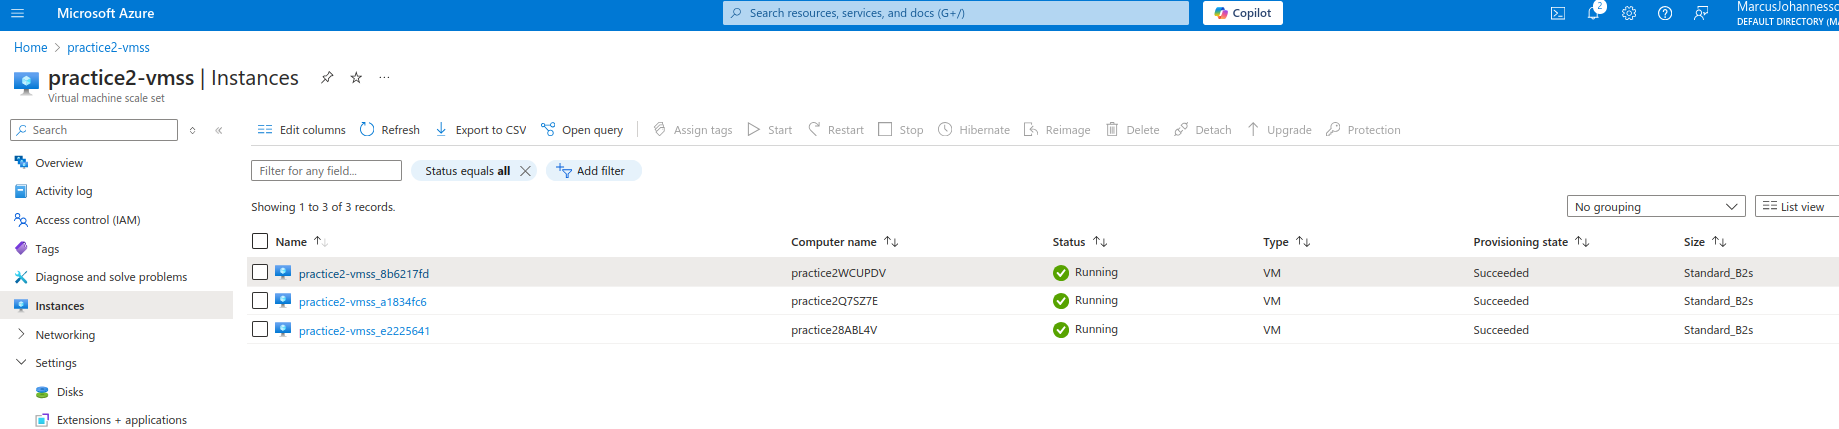 Microsoft Azure
Search resources, services, and docs (G+/)
Copilot
2
MarcusJohannessc
DEFAULT DIRECTORY (MA
Home > practice2-vmss
practice2-vmss | Instances
Virtual machine scale set
Search
Edit columns Refresh Export to CSV Open query Assign tags Start Restart Stop Hibernate Reimage Delete Detach Upgrade Protection
Overview
Activity log
Access control (IAM)
Tags
Diagnose and solve problems
Instances
Networking
Settings
Disks
Extensions + applications
Filter for any field...
Status equals all
Add filter
Showing 1 to 3 of 3 records.
No grouping
List view
Name Computer name Status Type Provisioning state Size
practice2-vmss_8b6217fd practice2WCUPDV Running VM Succeeded Standard_B2s
practice2-vmss_a1834fc6 practice2Q7SZ7E Running VM Succeeded Standard_B2s
practice2-vmss_e2225641 practice28ABL4V Running VM Succeeded Standard_B2s